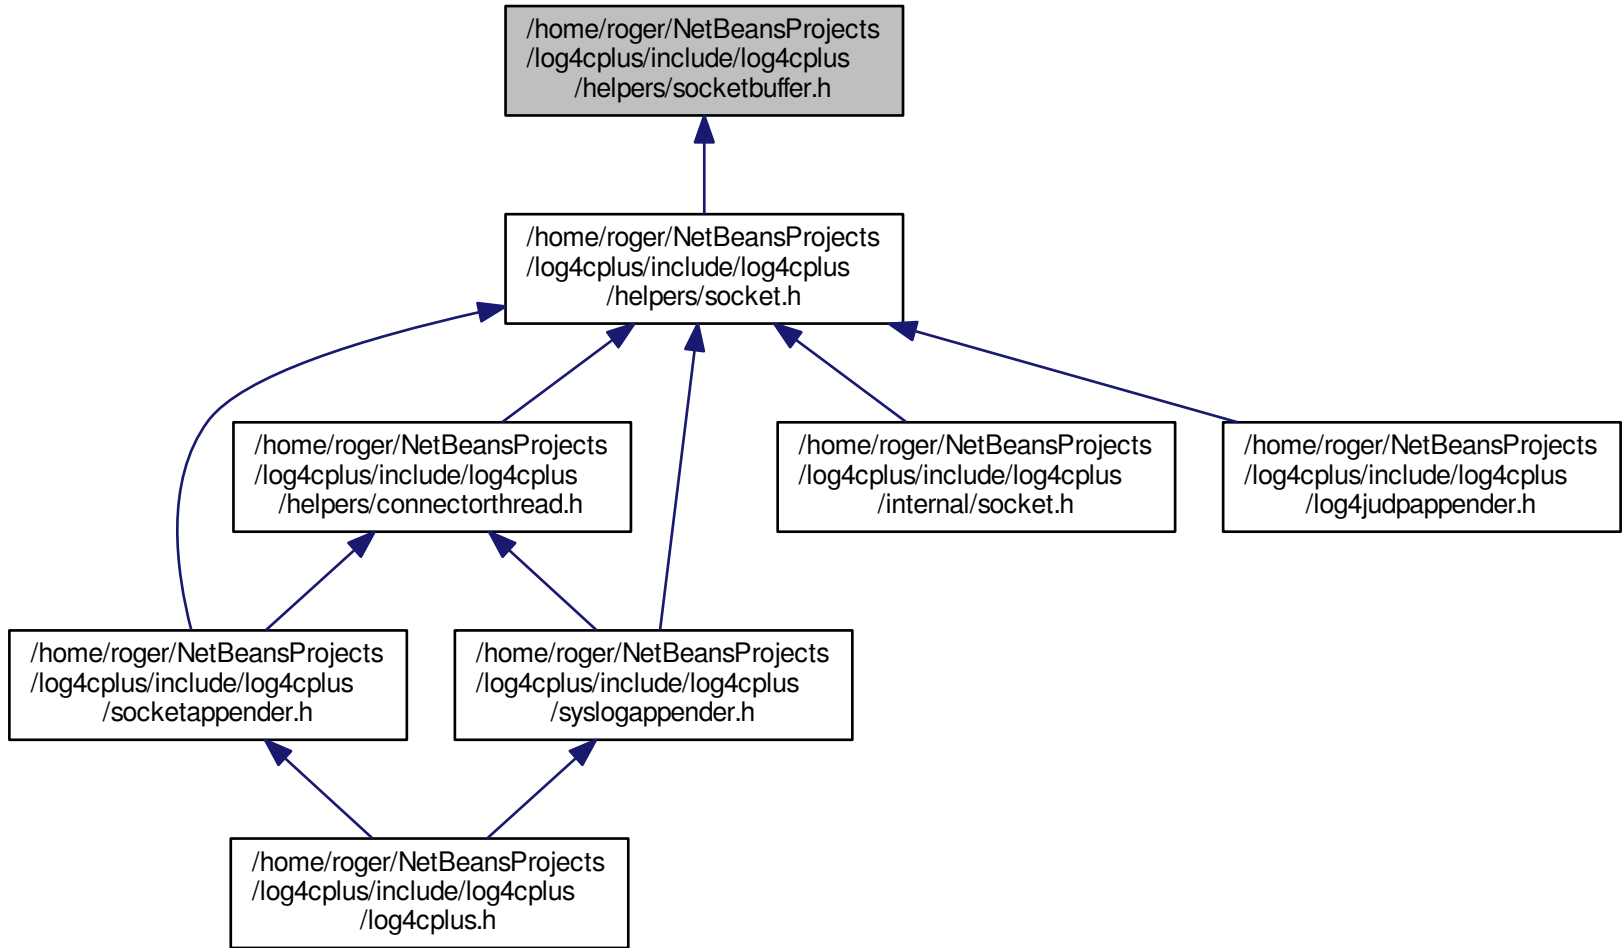 /home/roger/NetBeansProjects
/log4cplus/include/log4cplus
/helpers/socketbuffer.h
/home/roger/NetBeansProjects
/log4cplus/include/log4cplus
/helpers/socket.h
/home/roger/NetBeansProjects
/log4cplus/include/log4cplus
/helpers/connectorthread.h
/home/roger/NetBeansProjects
/log4cplus/include/log4cplus
/internal/socket.h
/home/roger/NetBeansProjects
/log4cplus/include/log4cplus
/log4judpappender.h
/home/roger/NetBeansProjects
/log4cplus/include/log4cplus
/socketappender.h
/home/roger/NetBeansProjects
/log4cplus/include/log4cplus
/syslogappender.h
/home/roger/NetBeansProjects
/log4cplus/include/log4cplus
/log4cplus.h